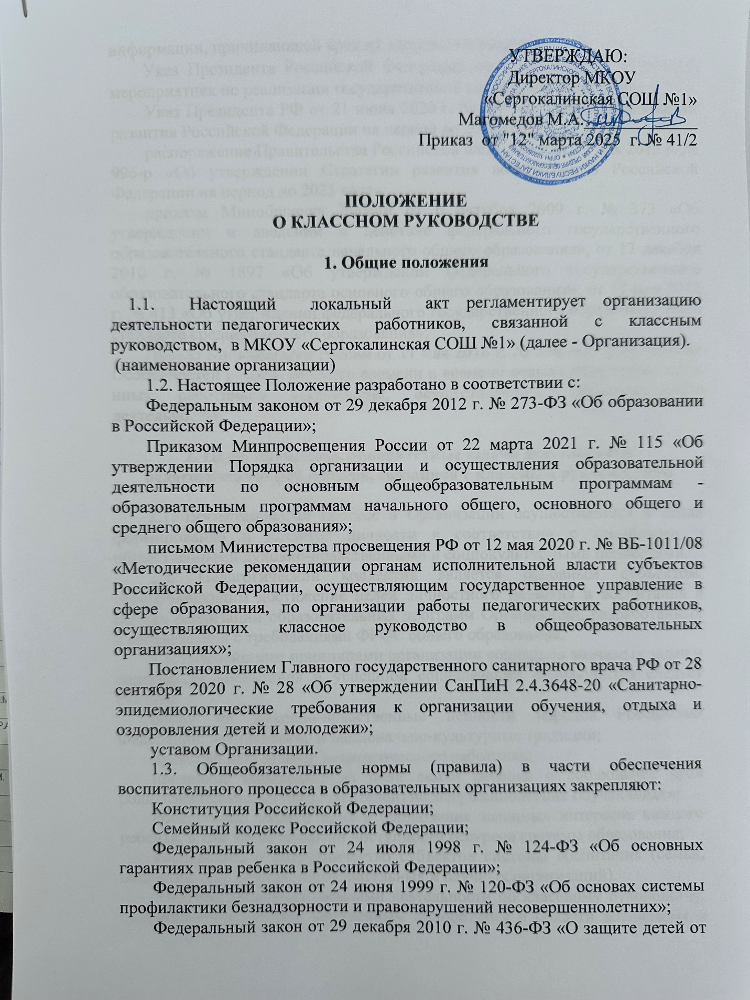 УТВЕРЖДАЮ:
Директор МКОУ
«Сергокалинская СОШ №1»
Магомедов М.А.
Приказ от "12" марта 2025 г. № 41/2
ПОЛОЖЕНИЕ
О КЛАССНОМ РУКОВОДСТВЕ
1. Общие положения
1.1. Настоящий локальный акт регламентирует организацию
деятельности педагогических работников, связанной с классным
руководством, в МКОУ «Сергокалинская СОШ №1» (далее - Организация).
(наименование организации)
1.2. Настоящее Положение разработано в соответствии с:
Федеральным законом от 29 декабря 2012 г. № 273-ФЗ «Об образовании
в Российской Федерации»;
Приказом Минпросвещения России от 22 марта 2021 г. № 115 «Об
утверждении Порядка организации и осуществления образовательной
деятельности по основным общеобразовательным программам -
образовательным программам начального общего, основного общего и
среднего общего образования»;
письмом Министерства просвещения РФ от 12 мая 2020 г. № ВБ-1011/08
«Методические рекомендации органам исполнительной власти субъектов
Российской Федерации, осуществляющим государственное управление в
сфере образования, по организации работы педагогических работников,
осуществляющих классное руководство в общеобразовательных
организациях»;
Постановлением Главного государственного санитарного врача РФ от 28
сентября 2020 г. № 28 «Об утверждении СанПиН 2.4.3648-20 «Санитарно-
эпидемиологические требования к организации обучения, отдыха и
оздоровления детей и молодежи»;
уставом Организации.
1.3. Общеобязательные нормы (правила) в части обеспечения
воспитательного процесса в образовательных организациях закрепляют:
Конституция Российской Федерации;
Семейный кодекс Российской Федерации;
Федеральный закон от 24 июля 1998 г. № 124-ФЗ «Об основных
гарантиях прав ребенка в Российской Федерации»;
Федеральный закон от 24 июня 1999 г. № 120-ФЗ «Об основах системы
профилактики безнадзорности и правонарушений несовершеннолетних»;
Федеральный закон от 29 декабря 2010 г. № 436-ФЗ «О защите детей от